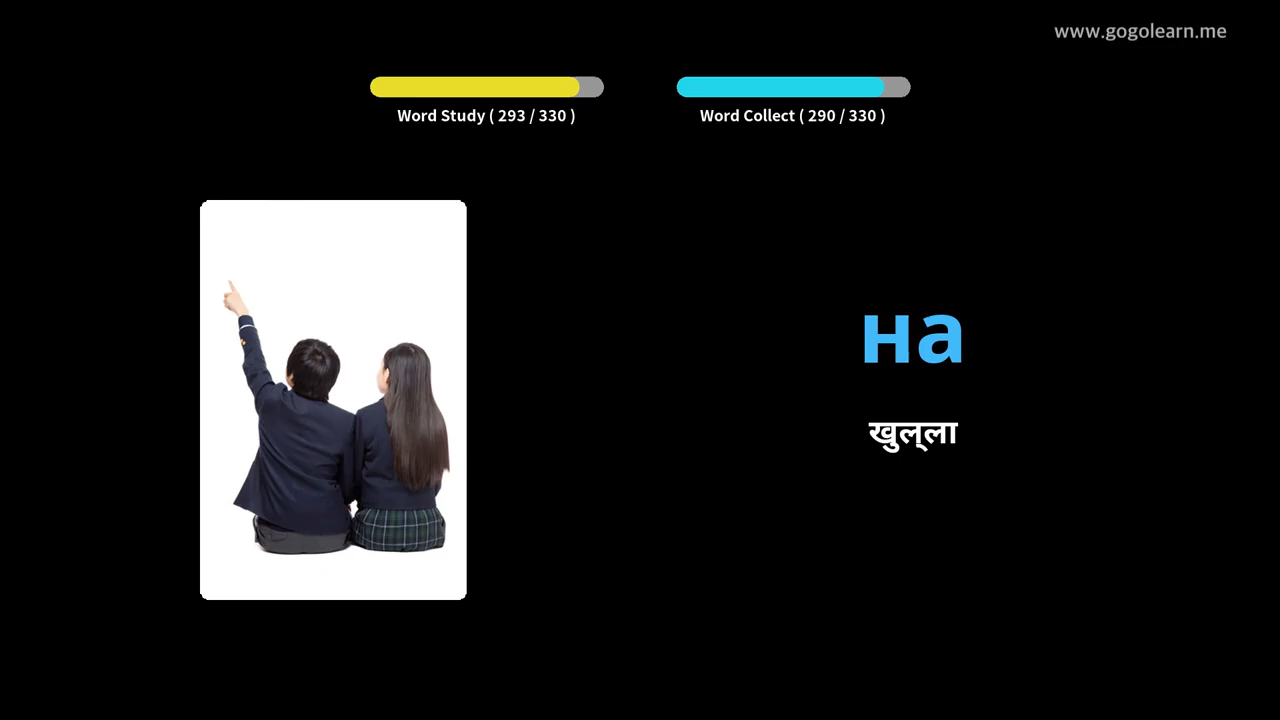 www.gogolearn.me
Word Study ( 293 / 330 )
Word Collect ( 290 / 330 )
на
खुल्ला